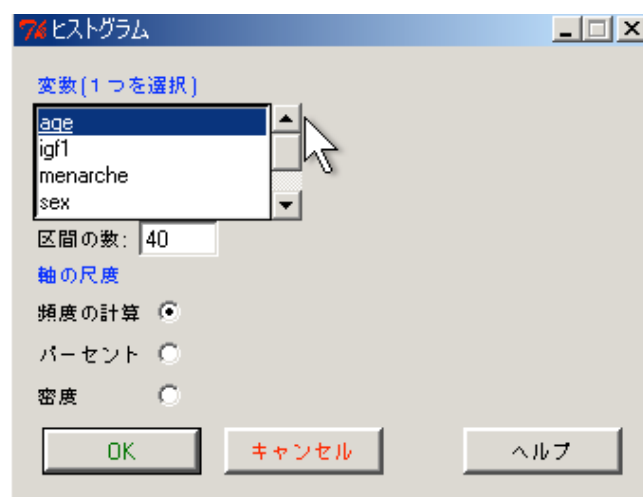 ヒストグラム
変数(1つを選択)
age
igf1
menarche
sex
区間の数: 40
軸の尺度
頻度の計算
パーセント
密度
OK キャンセル ヘルプ